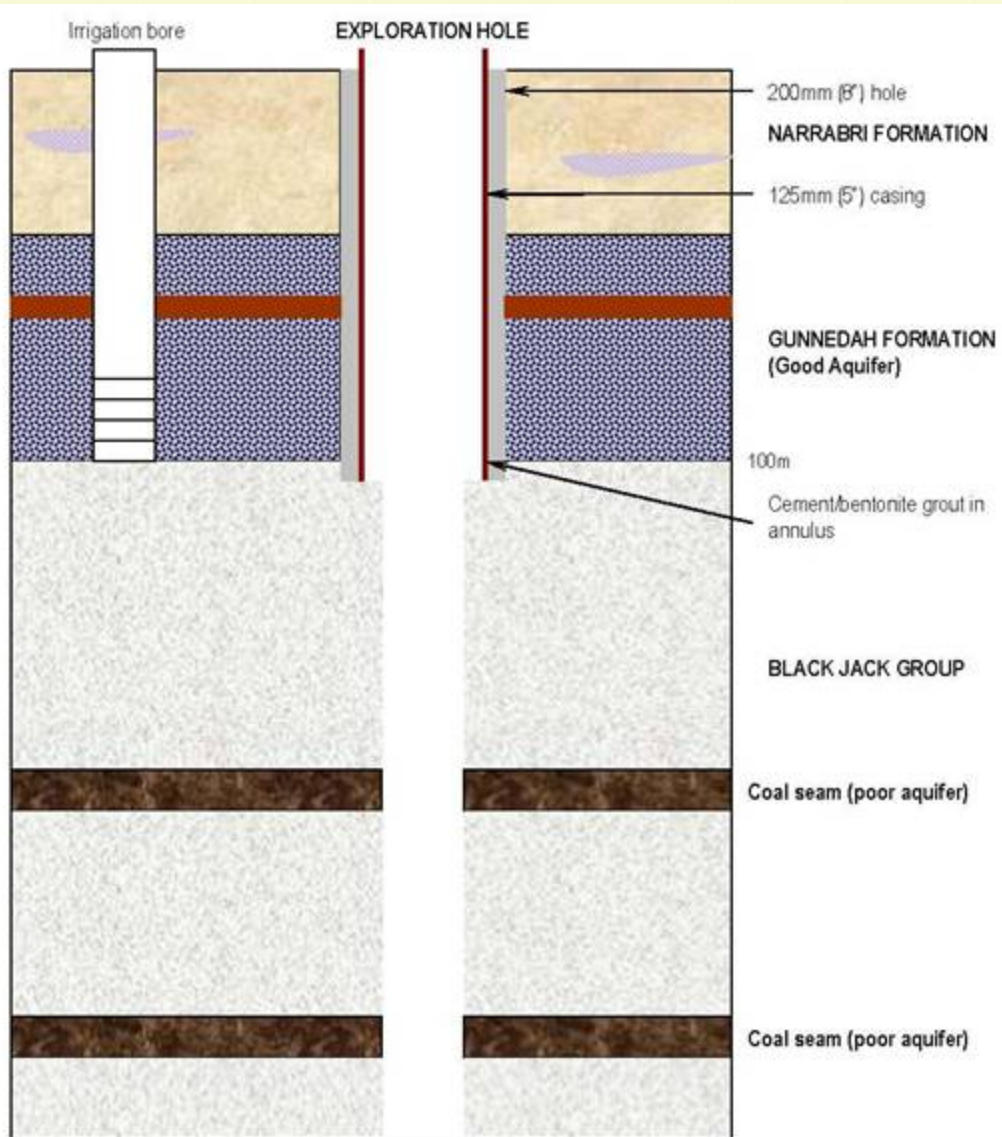 Irrigation bore
EXPLORATION HOLE
200mm (8") hole
NARRABRI FORMATION
125mm (5") casing
GUNNEDAH FORMATION
(Good Aquifer)
100m
Cement/bentonite grout in
annulus
BLACK JACK GROUP
Coal seam (poor aquifer)
Coal seam (poor aquifer)